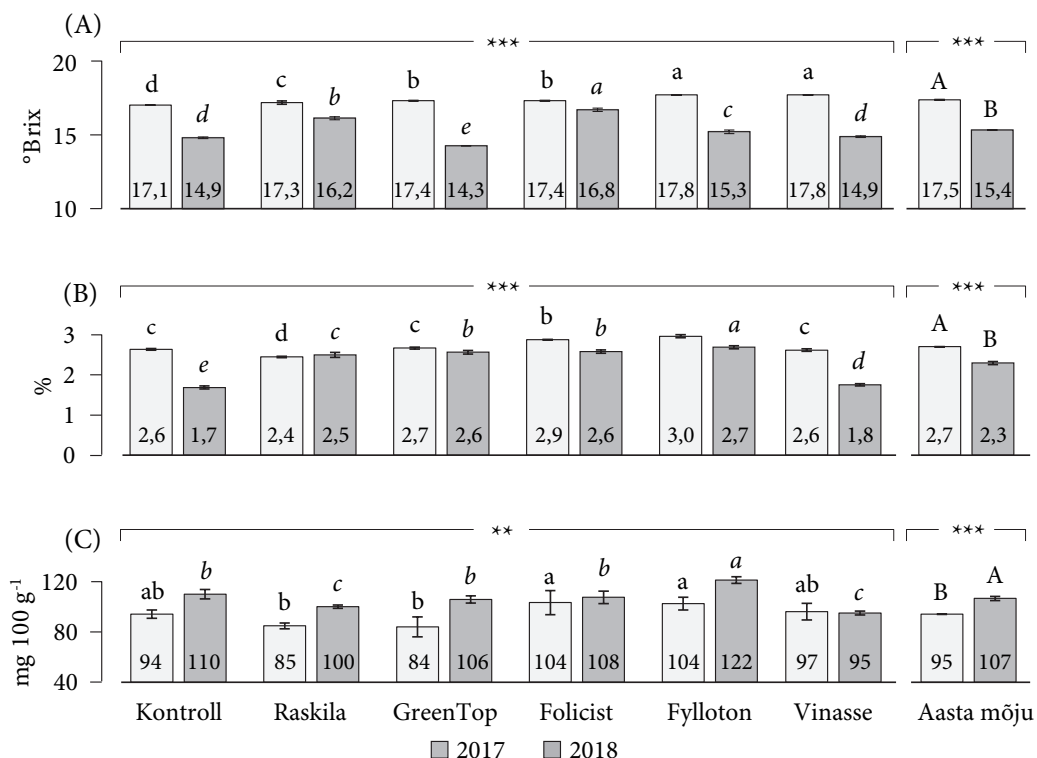 (A)
***
***
20
15
10
°Brix
d
d
c
b
b
e
b
a
a
c
a
d
A
B
17,1 14,9 17,3 16,2 17,4 14,3 17,4 16,8 17,8 15,3 17,8 14,9 17,5 15,4
(B)
***
***
3
2
1
0
%
c
e
d
c
c
b
b
b
a
c
d
A
B
2,6 1,7 2,4 2,5 2,7 2,6 2,9 2,6 3,0 2,7 2,6 1,8 2,7 2,3
(C)
**
***
120
80
40
mg 100 g⁻¹
ab
b
b
c
b
b
a
b
a
a
ab
c
B
A
94 110 85 100 84 106 104 108 104 122 97 95 95 107
Kontroll Raskila GreenTop Folicist Fylloton Vinasse Aasta mõju
2017 2018